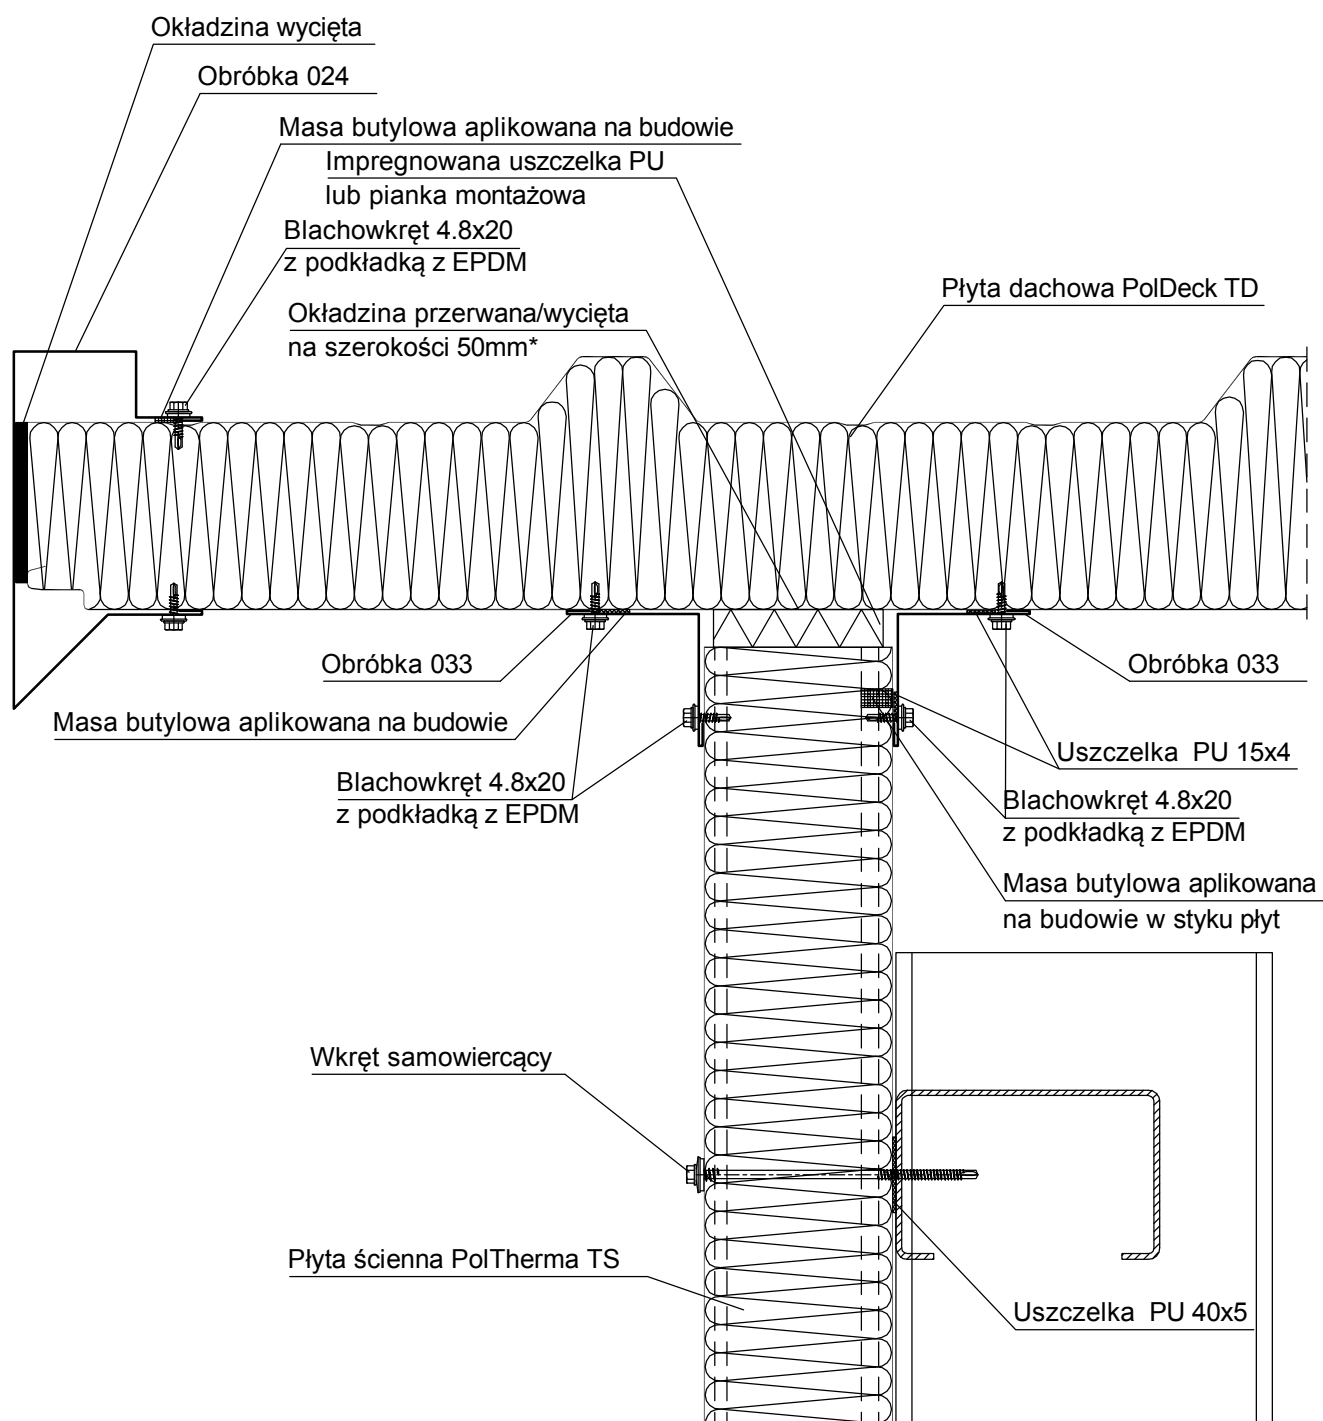 Okładzina wycięta
Obróbka 024
Masa butylowa aplikowana na budowie
Impregnowana uszczelka PU
lub pianka montażowa
Blachowkręt 4.8x20
z podkładką z EPDM
Płyta dachowa PolDeck TD
Okładzina przerwana/wycięta
na szerokości 50mm*
Obróbka 033
Obróbka 033
Masa butylowa aplikowana na budowie
Uszczelka PU 15x4
Blachowkręt 4.8x20
z podkładką z EPDM
Blachowkręt 4.8x20
z podkładką z EPDM
Masa butylowa aplikowana
na budowie w styku płyt
Wkręt samowiercący
Płyta ścienna PolTherma TS
Uszczelka PU 40x5